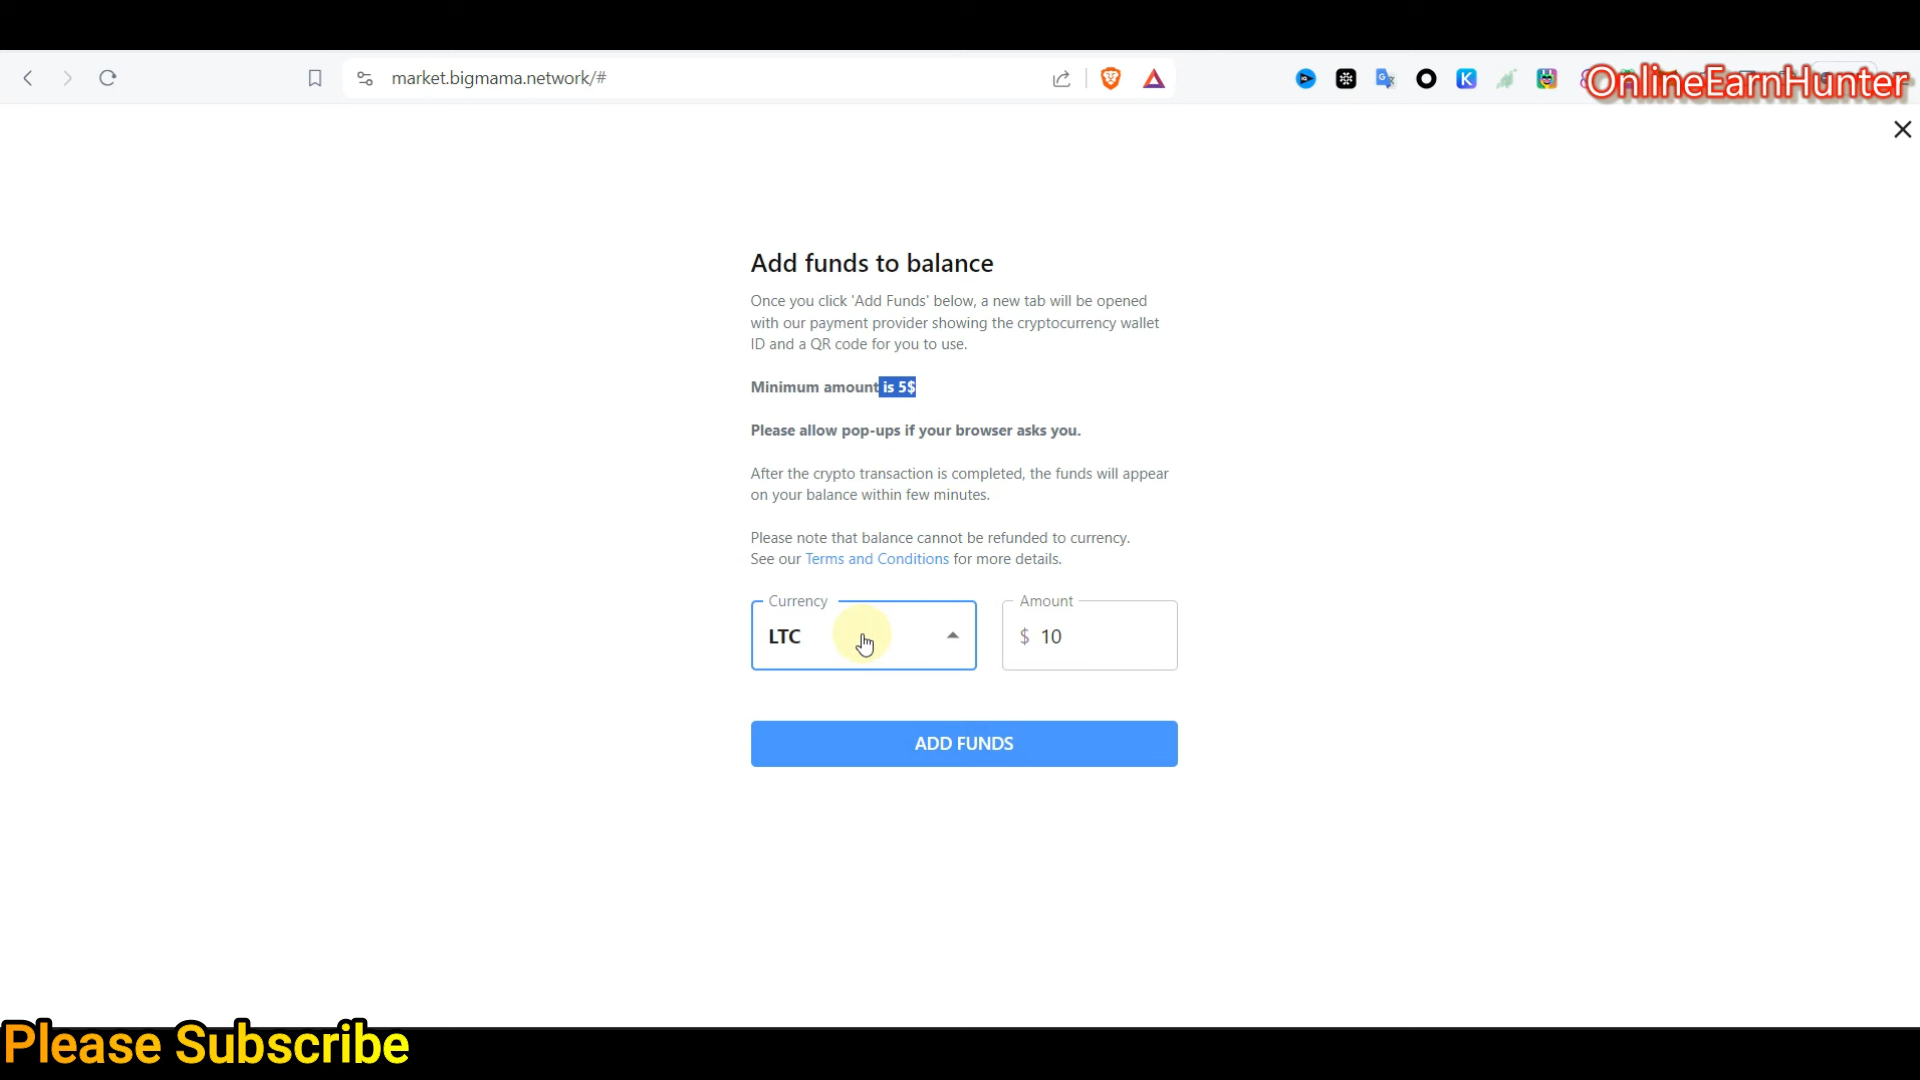 market.bigmama.network/#
OnlineEarnHunter
Add funds to balance
Once you click 'Add Funds' below, a new tab will be opened
with our payment provider showing the cryptocurrency wallet
ID and a QR code for you to use.
Minimum amount is 5$
Please allow pop-ups if your browser asks you.
After the crypto transaction is completed, the funds will appear
on your balance within few minutes.
Please note that balance cannot be refunded to currency.
See our Terms and Conditions for more details.
Currency
Amount
LTC
$ 10
ADD FUNDS
Please Subscribe